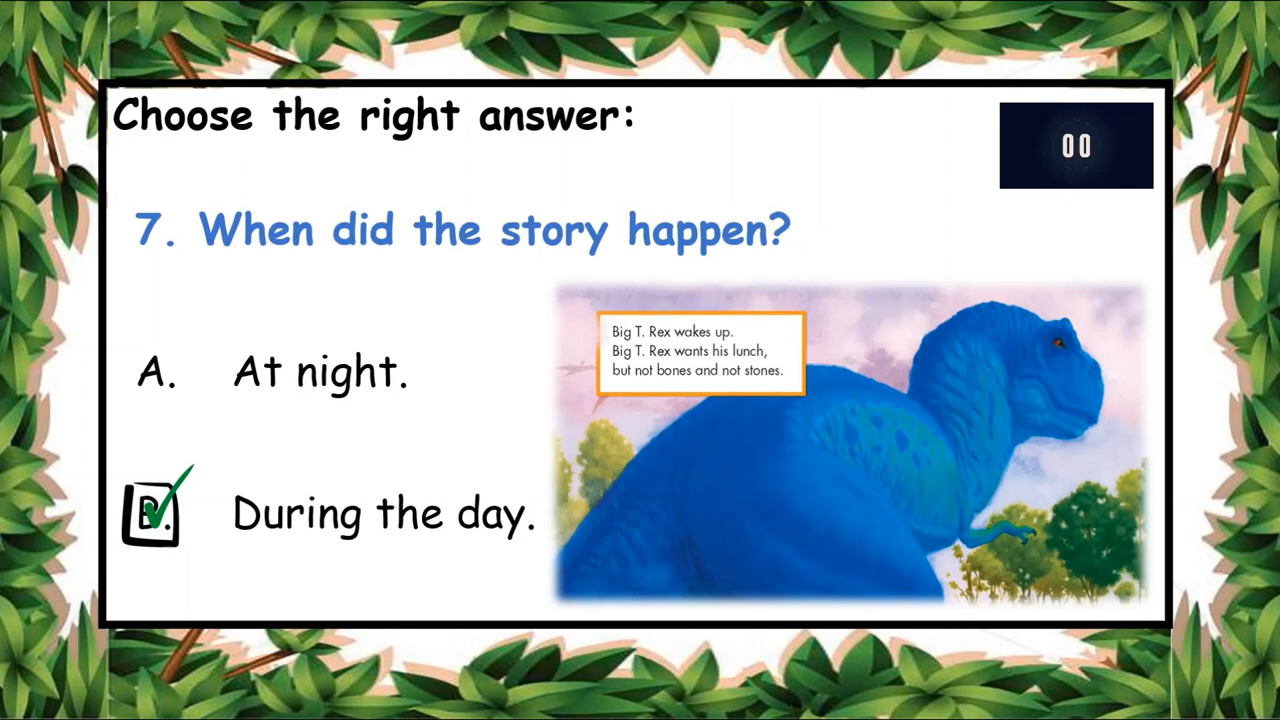 Choose the right answer:
00
7. When did the story happen?
Big T. Rex wakes up.
Big T. Rex wants his lunch,
but not bones and not stones.
A. At night.
B. During the day.